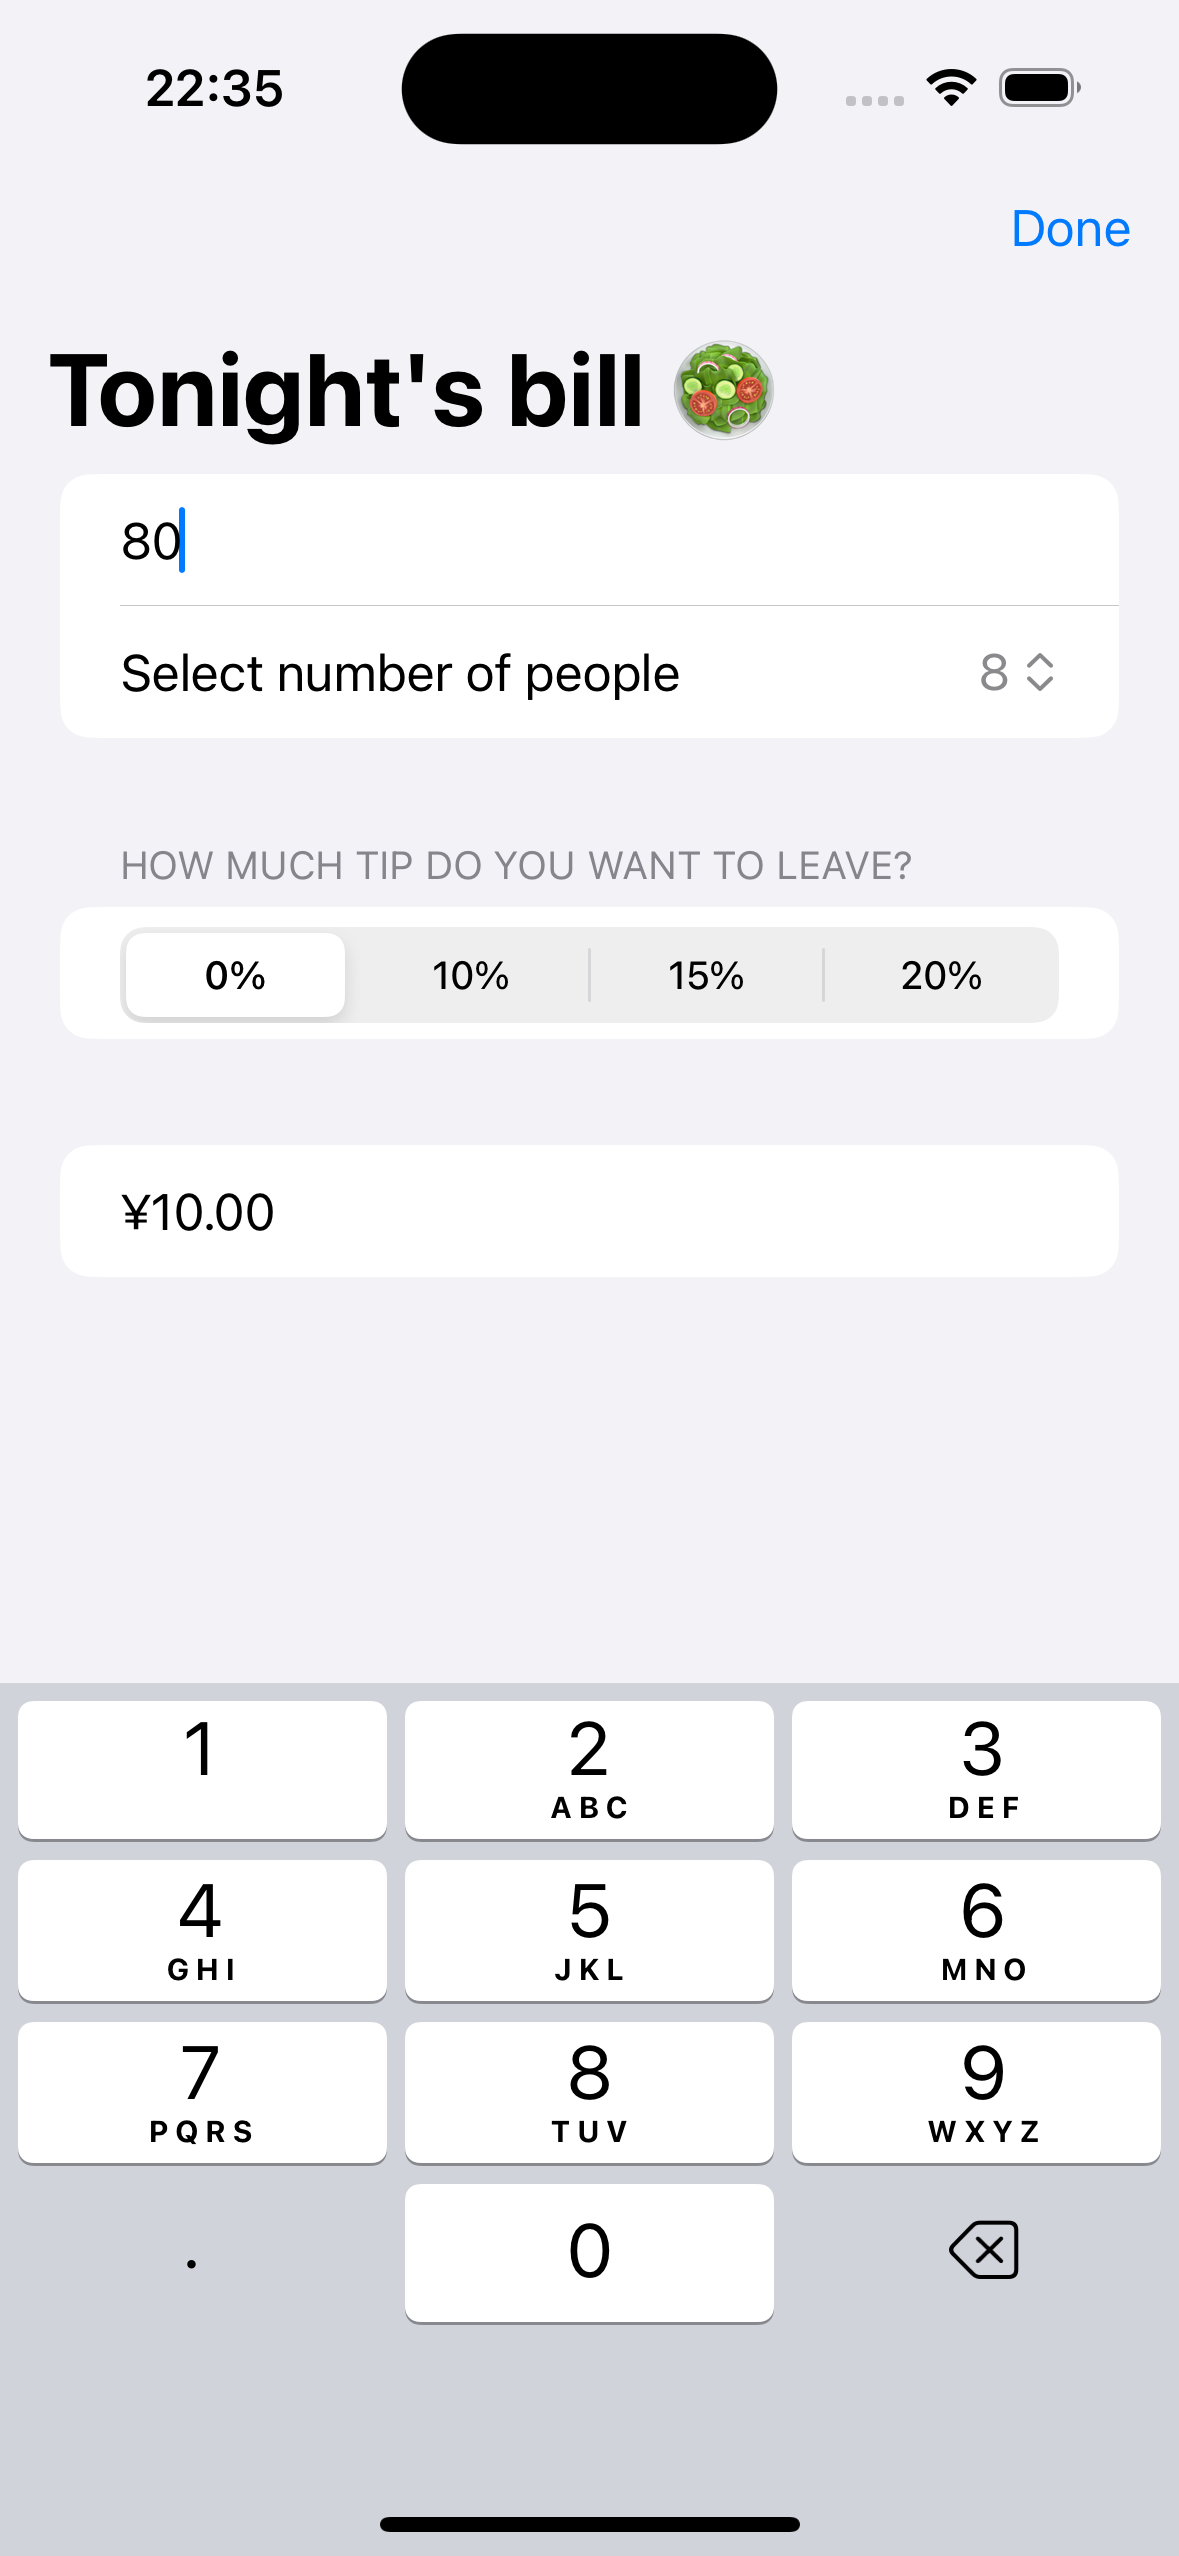 22:35
Done
Tonight's bill 🥗
80
Select number of people 8
HOW MUCH TIP DO YOU WANT TO LEAVE?
0% 10% 15% 20%
¥10.00
1 2 3
ABC DEF
4 5 6
GHI JKL MNO
7 8 9
PQRS TUV WXYZ
. 0